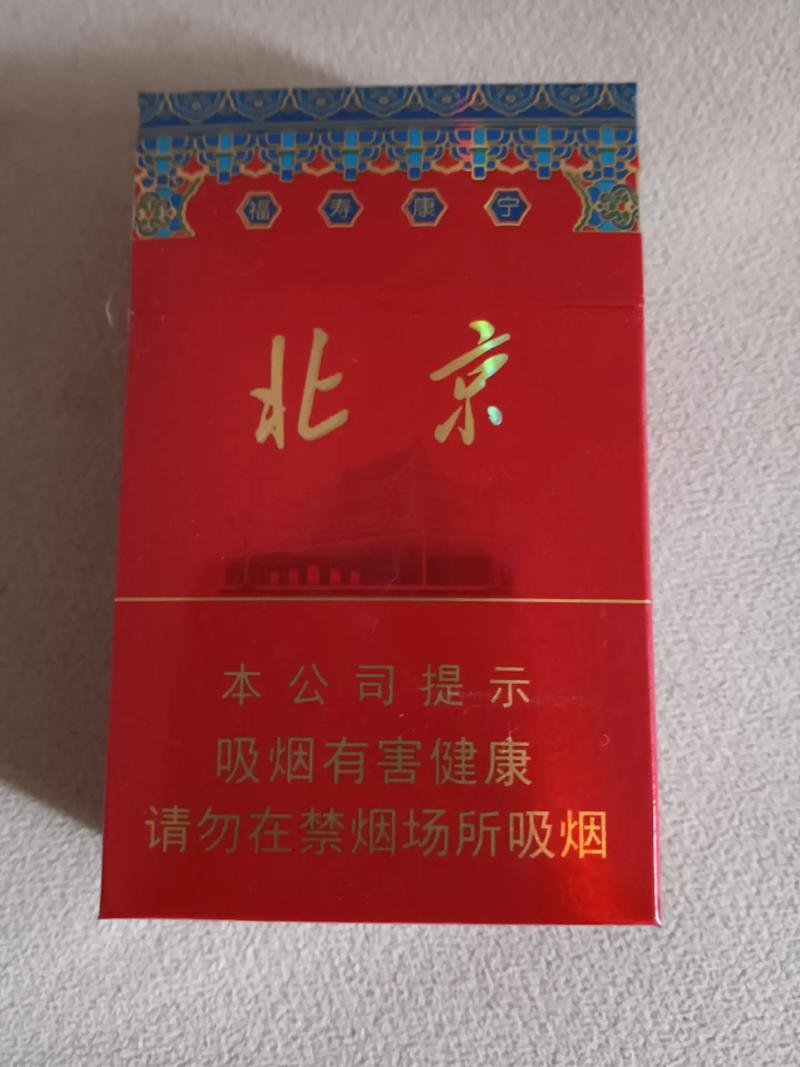 福寿康宁
北京
本公司提示
吸烟有害健康
请勿在禁烟场所吸烟